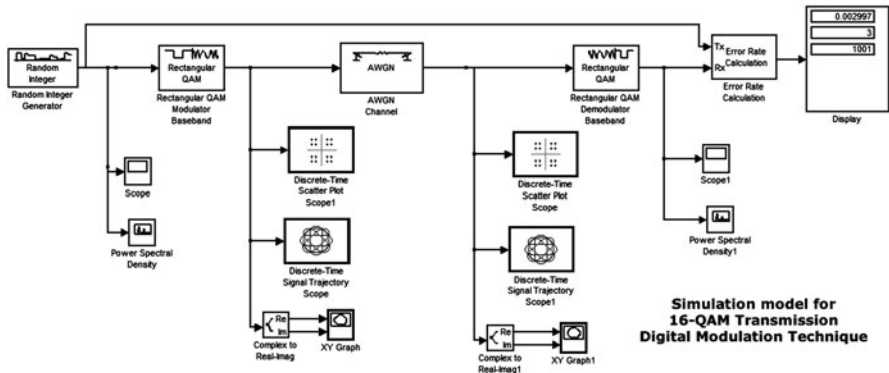 0.002997
3
1001
Display
Random
Integer
Random Integer
Generator
Rectangular
QAM
Rectangular QAM
Modulator
Baseband
AWGN
AWGN
Channel
Rectangular
QAM
Rectangular QAM
Demodulator
Baseband
Tx
Rx
Error Rate
Calculation
Error Rate
Calculation
Scope
Power Spectral
Density
Discrete-Time
Scatter Plot
Scope1
Discrete-Time
Signal Trajectory
Scope
Re
Im
Complex to
Real-Imag
XY Graph
Discrete-Time
Scatter Plot
Scope
Discrete-Time
Signal Trajectory
Scope1
Re
Im
Complex to
Real-Imag1
XY Graph1
Scope1
Power Spectral
Density1
Simulation model for
16-QAM Transmission
Digital Modulation Technique